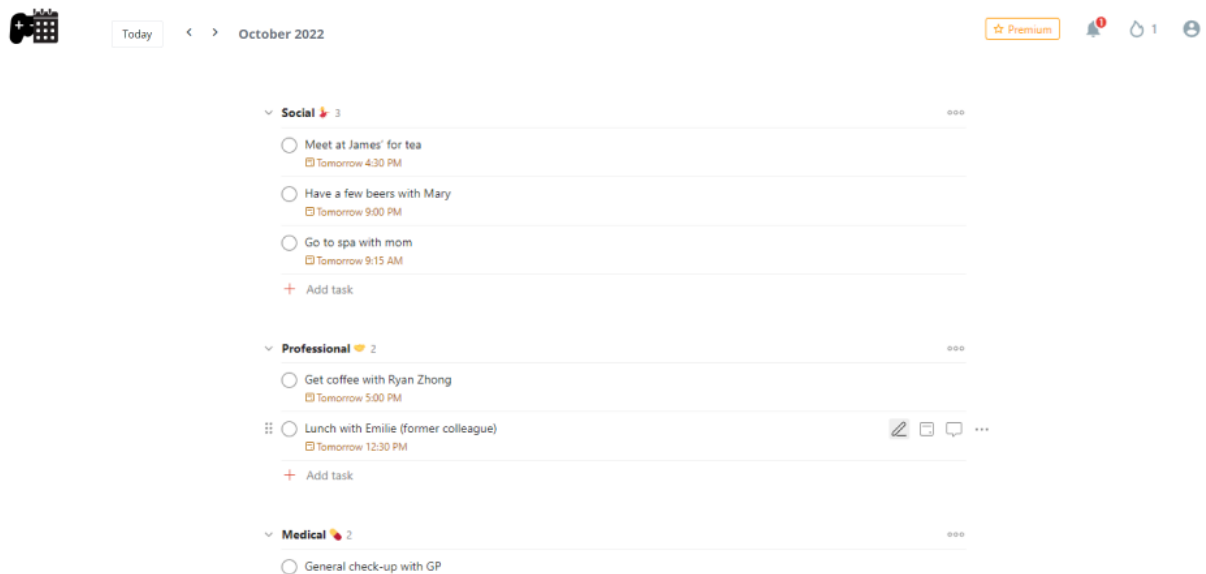 Today
October 2022
Premium
1
1
Social 3
Meet at James' for tea
Tomorrow 4:30 PM
Have a few beers with Mary
Tomorrow 9:00 PM
Go to spa with mom
Tomorrow 9:15 AM
Add task
Professional 2
Get coffee with Ryan Zhong
Tomorrow 5:00 PM
Lunch with Emilie (former colleague)
Tomorrow 12:30 PM
Add task
Medical 2
General check-up with GP